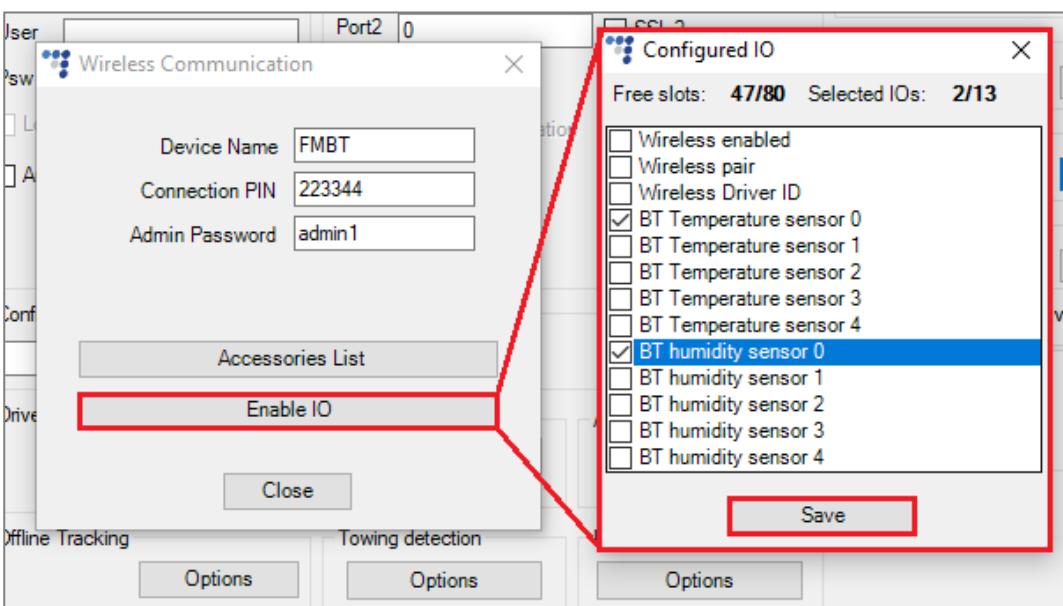 User
Port2 0
SSL 2
Wireless Communication
Device Name FMBT
Connection PIN 223344
Admin Password admin1
Accessories List
Enable IO
Close
Configured IO
Free slots: 47/80 Selected IOs: 2/13
Wireless enabled
Wireless pair
Wireless Driver ID
BT Temperature sensor 0
BT Temperature sensor 1
BT Temperature sensor 2
BT Temperature sensor 3
BT Temperature sensor 4
BT humidity sensor 0
BT humidity sensor 1
BT humidity sensor 2
BT humidity sensor 3
BT humidity sensor 4
Save
Offline Tracking
Towing detection
Options
Options
Options